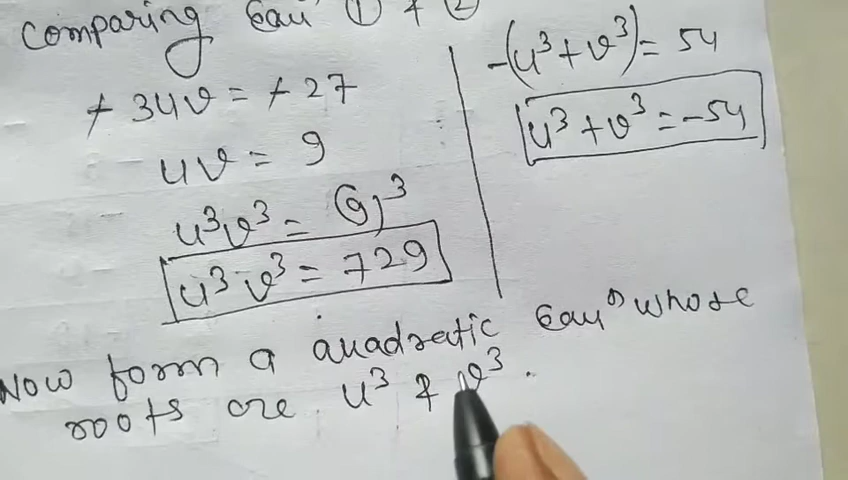 comparing Eqn ① & ②
+ 3uv = + 27
uv = 9
u³v³ = (9)³
u³v³ = 729
-(u³+v³) = 54
u³+v³ = -54
Now form a quadratic Eqnⁿ whose
roots are u³ & v³.